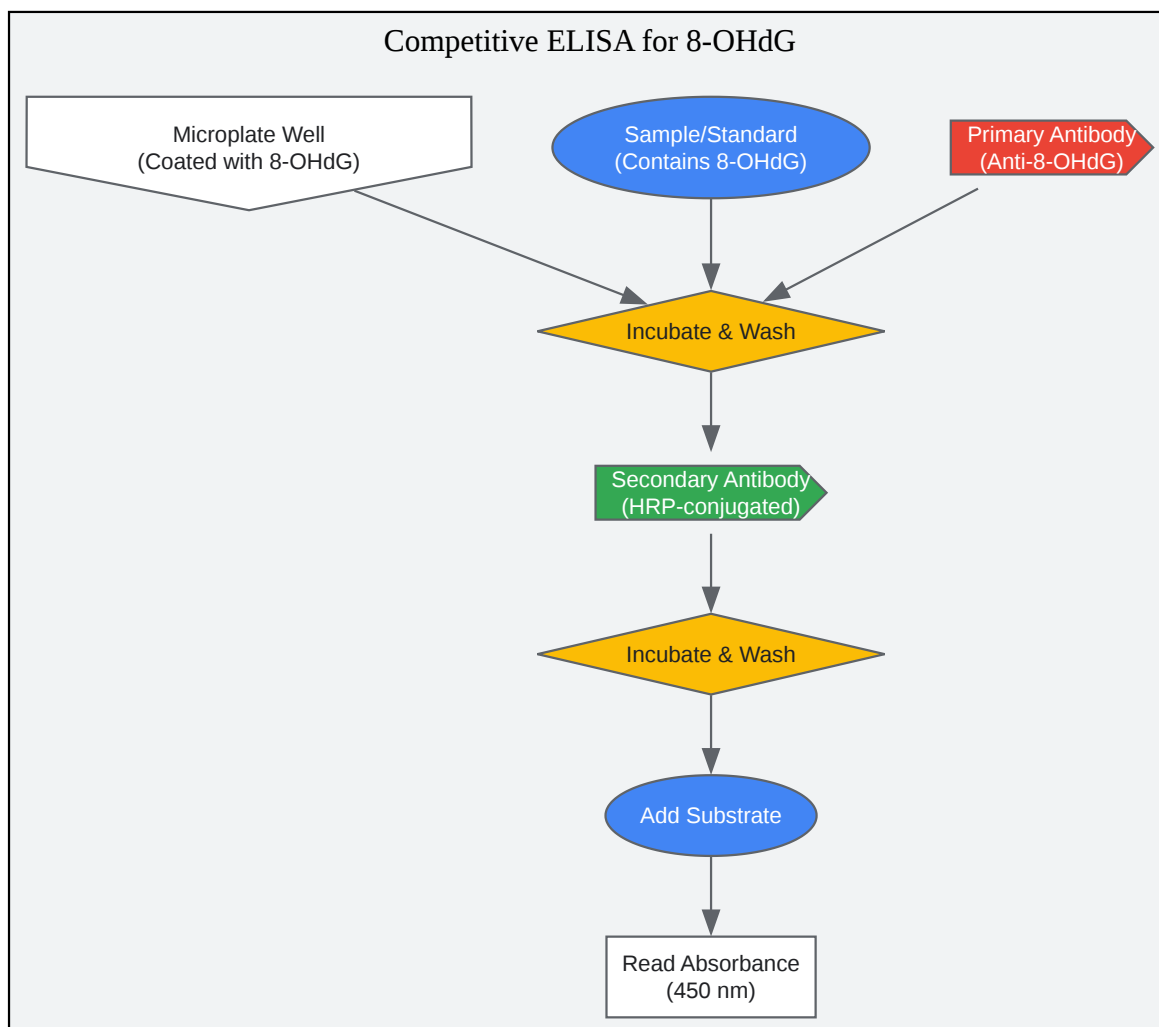 Competitive ELISA for 8-OHdG
Microplate Well
(Coated with 8-OHdG)
Sample/Standard
(Contains 8-OHdG)
Primary Antibody
(Anti-8-OHdG)
Incubate & Wash
Secondary Antibody
(HRP-conjugated)
Incubate & Wash
Add Substrate
Read Absorbance
(450 nm)